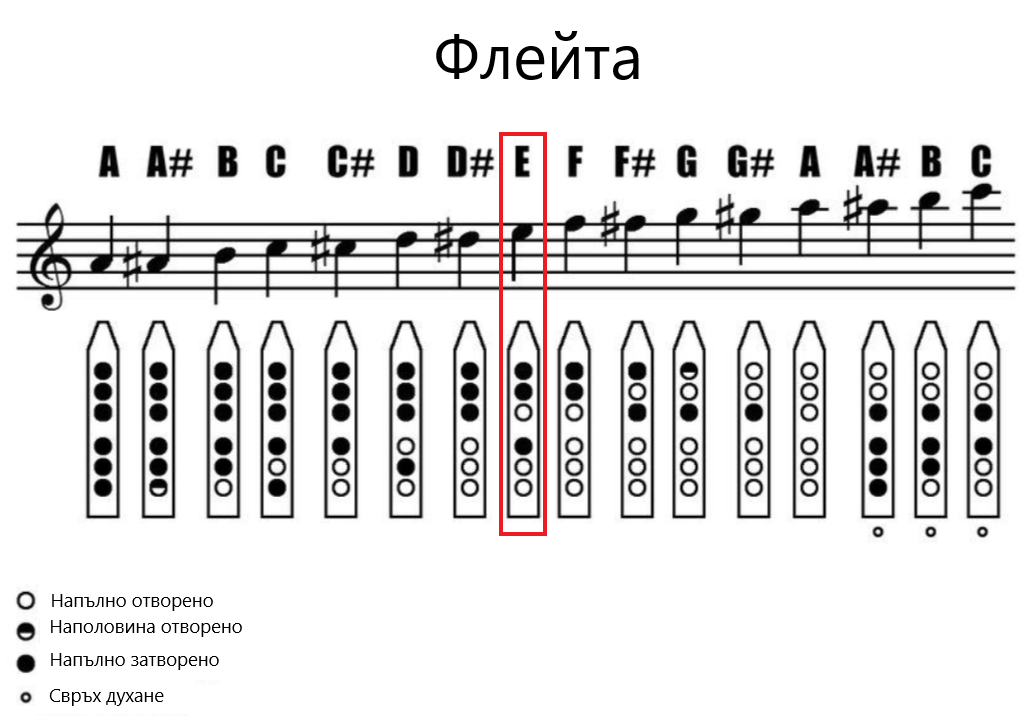 Флейта
A A# B C C# D D# E F F# G G# A A# B C
Напълно отворено
Наполовина отворено
Напълно затворено
Свръх духане